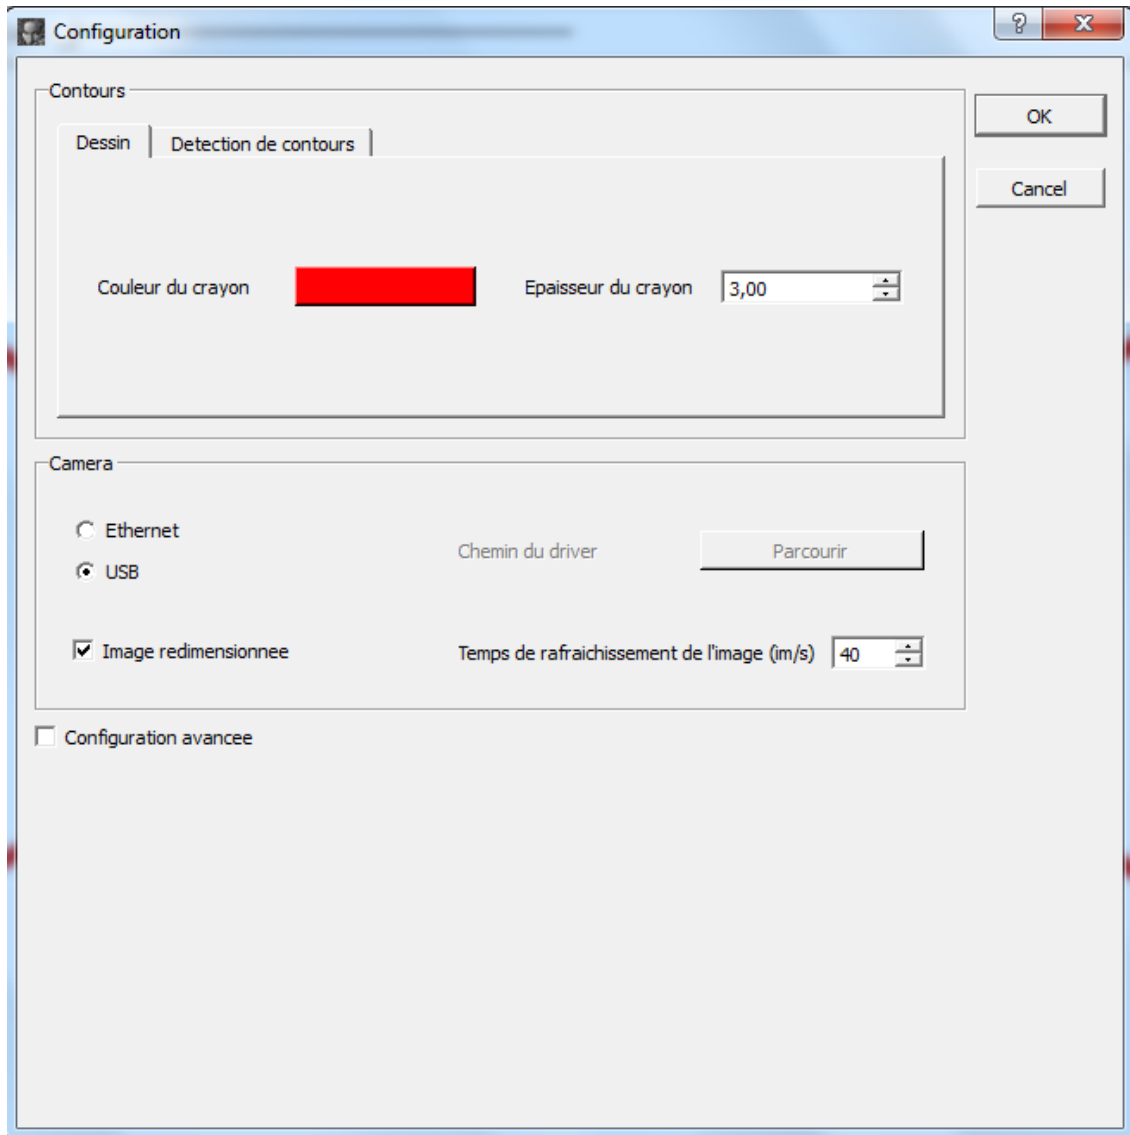 Configuration
?
X
Contours
OK
Dessin
Detection de contours
Cancel
Couleur du crayon
Epaisseur du crayon
3,00
Camera
Ethernet
USB
Chemin du driver
Parcourir
Image redimensionnee
Temps de rafraichissement de l'image (im/s)
40
Configuration avancee